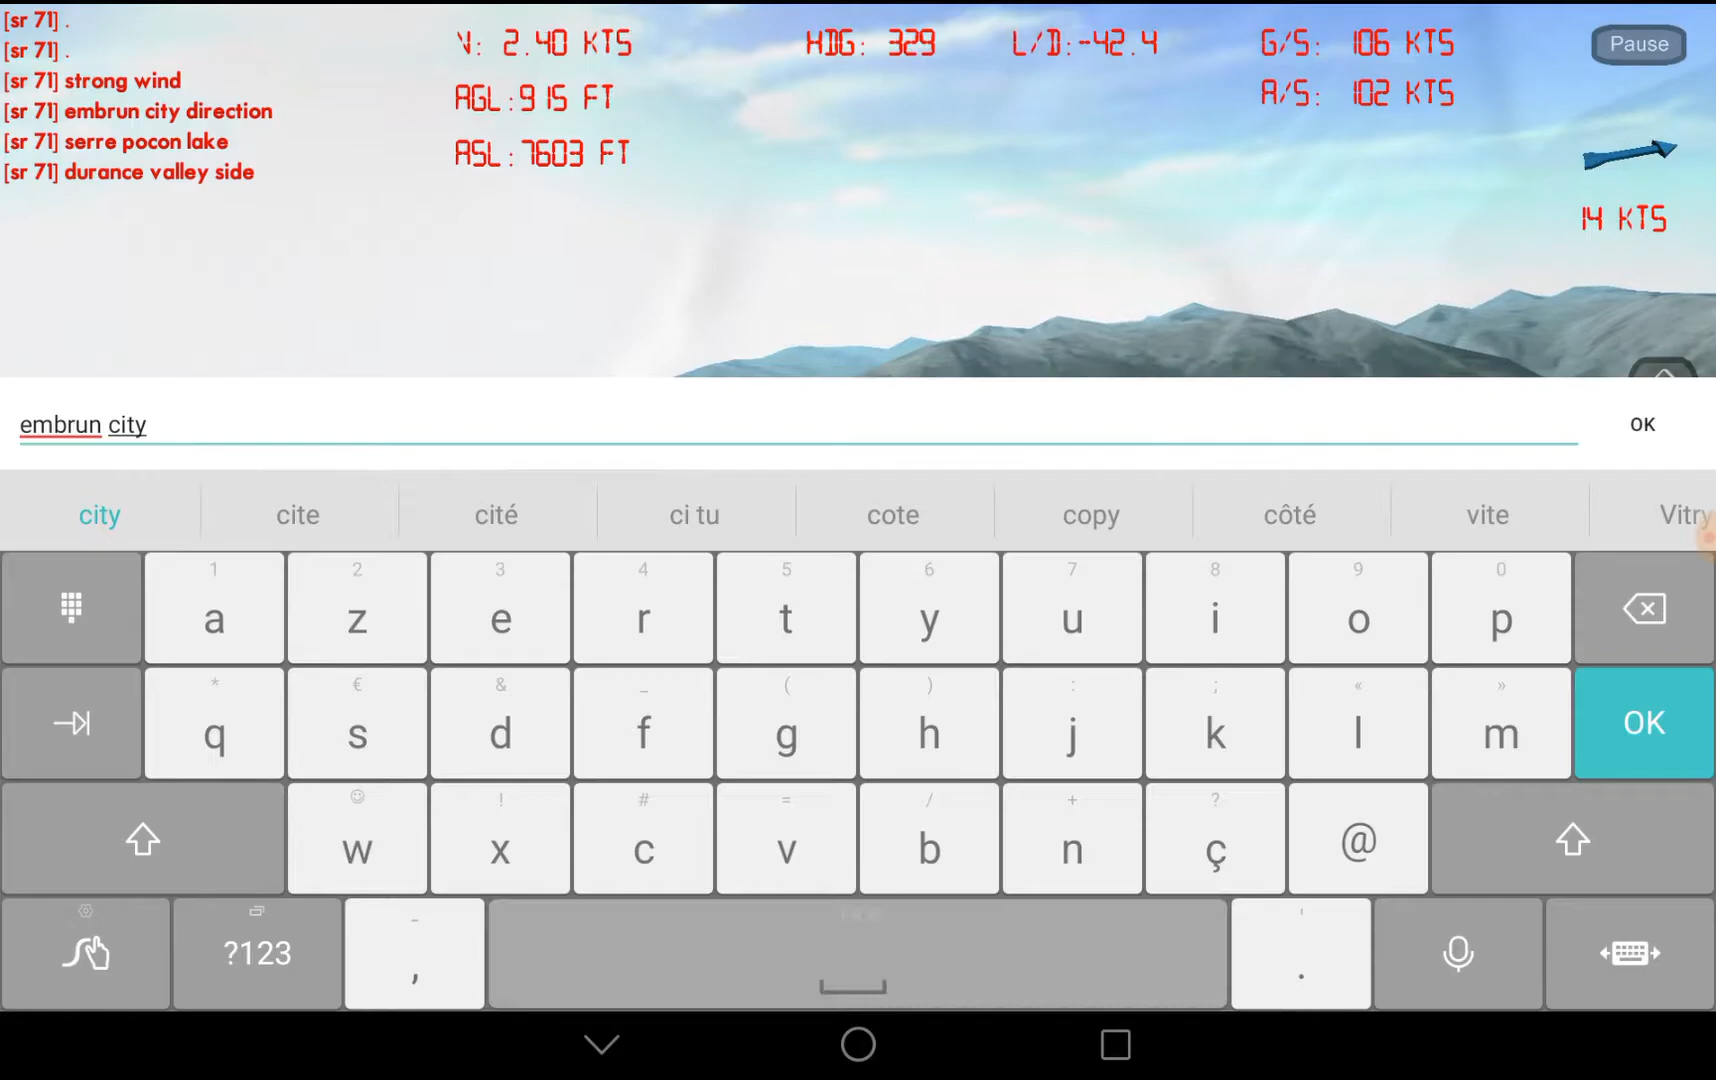 [sr 71] .
[sr 71] .
[sr 71] strong wind
[sr 71] embrun city direction
[sr 71] serre pocon lake
[sr 71] durance valley side
V: 2.40 KTS
AGL:915 FT
ASL:7603 FT
HDG: 329
L/D:-42.4
G/S: 106 KTS
A/S: 102 KTS
Pause
14 KTS
embrun city
OK
city cite cité ci tu cote copy côté vite Vitry
1 2 3 4 5 6 7 8 9 0
a z e r t y u i o p
* € & _ ( ) : ; « »
q s d f g h j k l m OK
! # = / + ?
w x c v b n ç @
- '
?123 , .